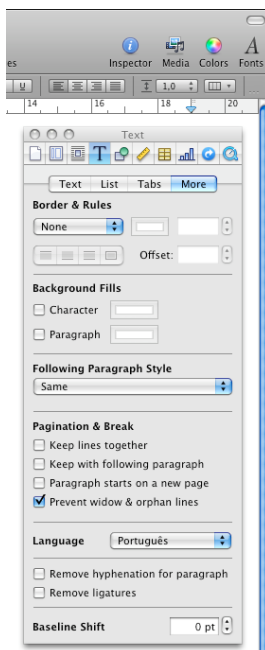 es Inspector Media Colors Fonts
U 1,0
14 16 18 20
Text
T
Text List Tabs More
Border & Rules
None
Offset:
Background Fills
Character
Paragraph
Following Paragraph Style
Same
Pagination & Break
Keep lines together
Keep with following paragraph
Paragraph starts on a new page
Prevent widow & orphan lines
Language Português
Remove hyphenation for paragraph
Remove ligatures
Baseline Shift 0 pt